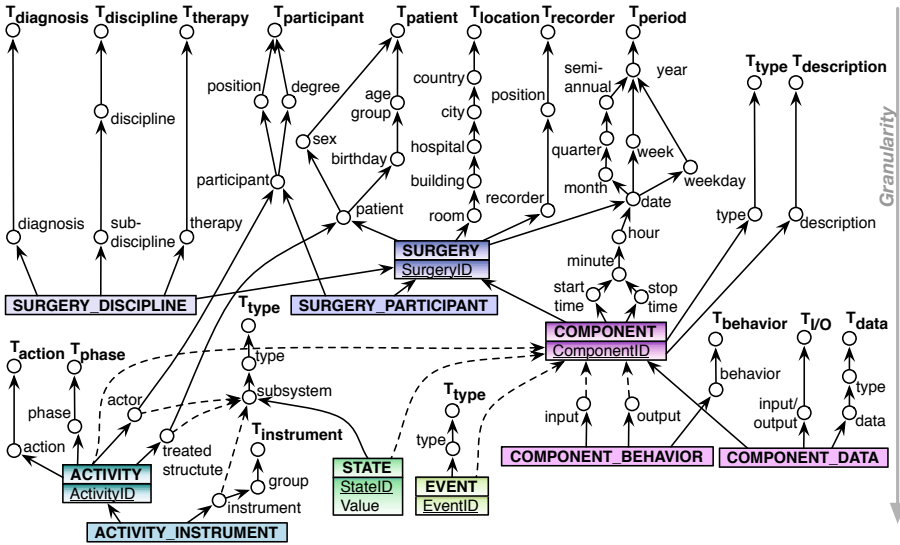 Tdiagnosis
Tdiscipline
Ttherapy
Tparticipant
Tpatient
Tlocation
Trecorder
Tperiod
Ttype
Tdescription
Granularity
position
degree
age
group
country
city
position
semi-
annual
year
discipline
sex
birthday
hospital
quarter
week
participant
building
recorder
month
weekday
diagnosis
sub-
discipline
therapy
patient
room
date
type
description
SURGERY
SurgeryID
hour
minute
start
time
stop
time
SURGERY_DISCIPLINE
SURGERY_PARTICIPANT
Ttype
type
subsystem
COMPONENT
ComponentID
Tbehavior
TI/O
Tdata
behavior
type
input/
output
data
Taction
Tphase
phase
action
actor
treated
structute
Tinstrument
group
instrument
Ttype
type
input
output
ACTIVITY
ActivityID
STATE
StateID
Value
EVENT
EventID
COMPONENT_BEHAVIOR
COMPONENT_DATA
ACTIVITY_INSTRUMENT